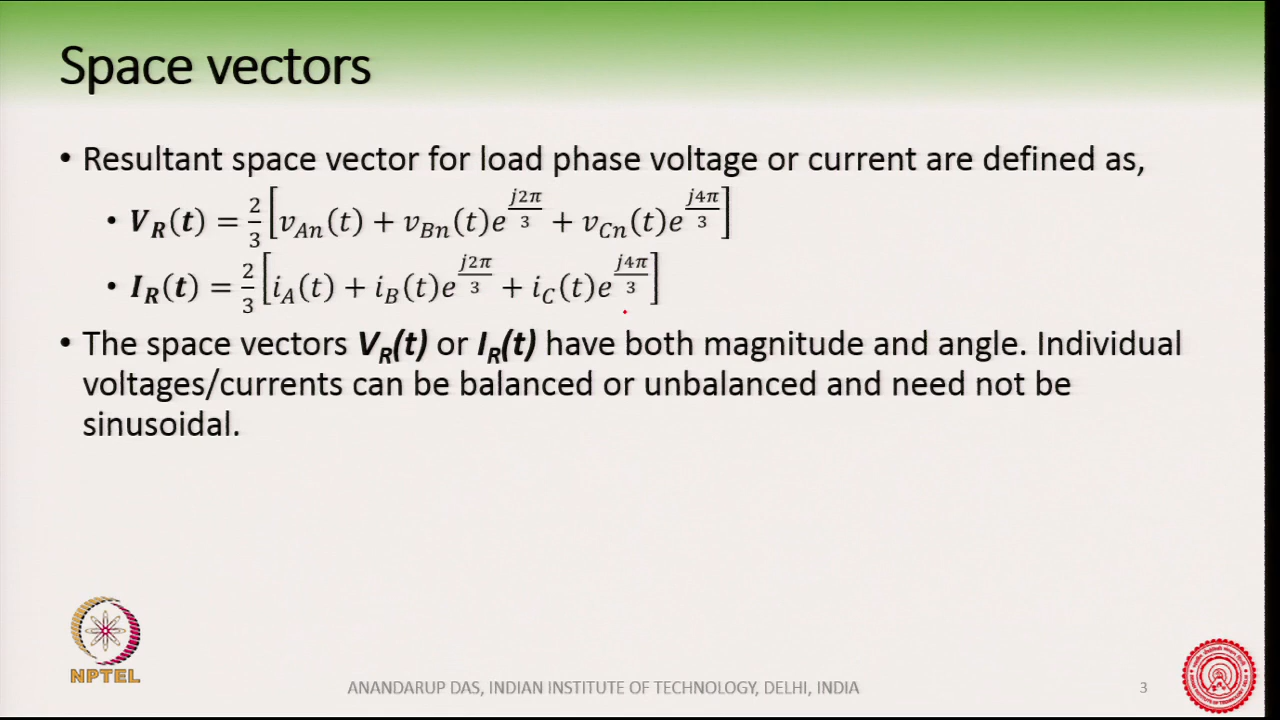 Space vectors
• Resultant space vector for load phase voltage or current are defined as,
• V_R(t) = 2/3 [v_An(t) + v_Bn(t)e^(j2π/3) + v_Cn(t)e^(j4π/3)]
• I_R(t) = 2/3 [i_A(t) + i_B(t)e^(j2π/3) + i_C(t)e^(j4π/3)]
• The space vectors V_R(t) or I_R(t) have both magnitude and angle. Individual
voltages/currents can be balanced or unbalanced and need not be
sinusoidal.
NPTEL
ANANDARUP DAS, INDIAN INSTITUTE OF TECHNOLOGY, DELHI, INDIA
3